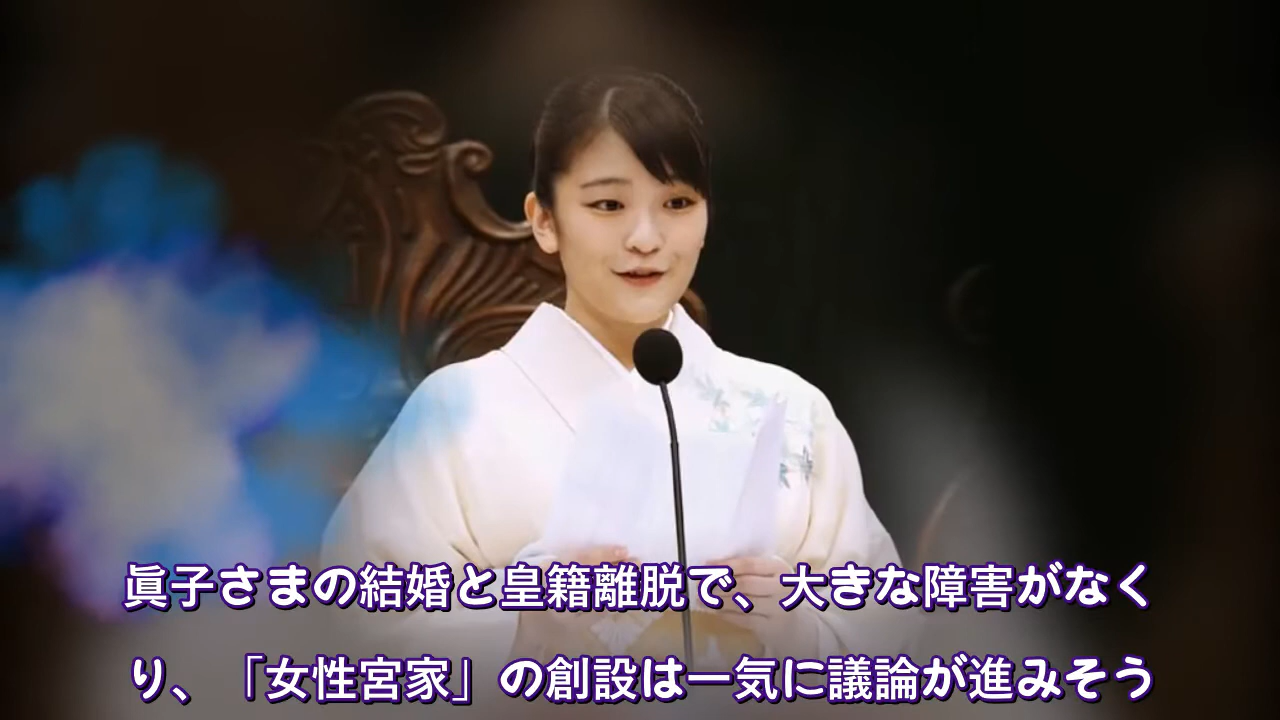 眞子さまの結婚と皇籍離脱で、大きな障害がなく
り、「女性宮家」の創設は一気に議論が進みそう